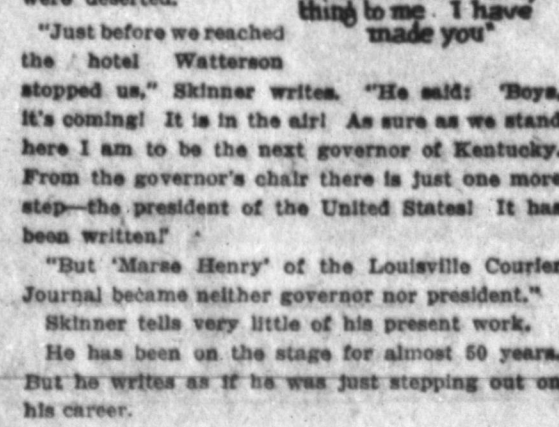 were deserted.
"Just before we reached
the hotel Watterson
stopped us," Skinner writes. "He said: 'Boys,
it's coming! It is in the air! As sure as we stand
here I am to be the next governor of Kentucky.
From the governor's chair there is just one more
step—the president of the United States! It has
been written!'
"But 'Marse Henry' of the Louisville Courier
Journal became neither governor nor president."
Skinner tells very little of his present work.
He has been on the stage for almost 50 years.
But he writes as if he was just stepping out on
his career.
thing to me. I have
made you"